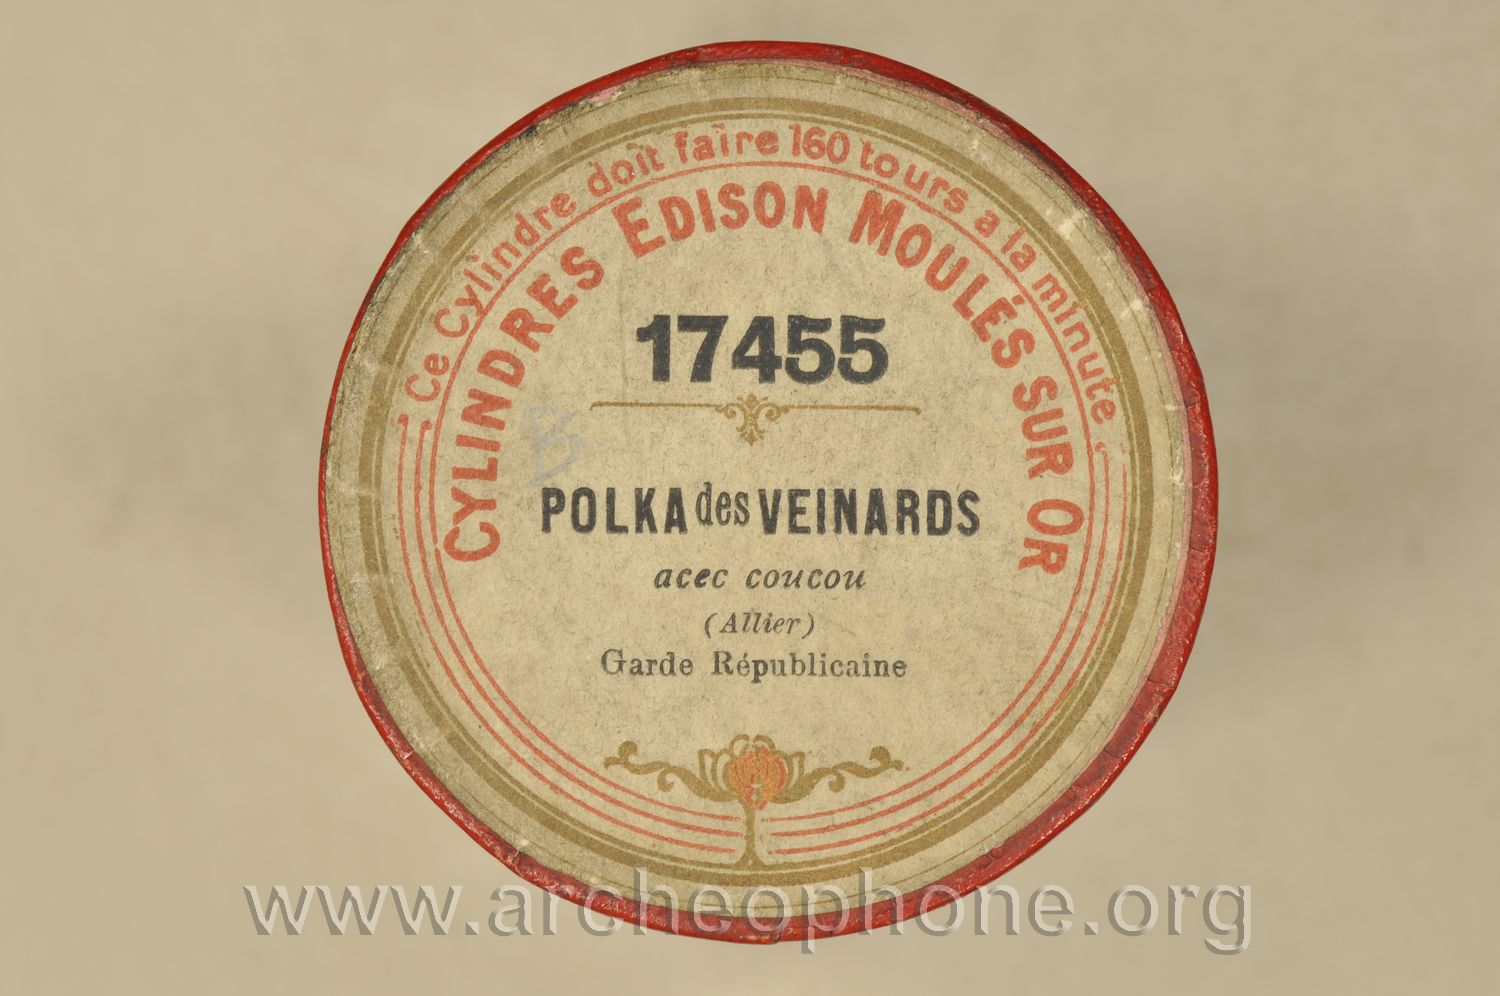 Ce Cylindre doit faire 160 tours a la minute
CYLINDRES EDISON MOULÉS SUR OR
17455
B
POLKA des VEINARDS
acec coucou
(Allier)
Garde Républicaine
www.archeophone.org